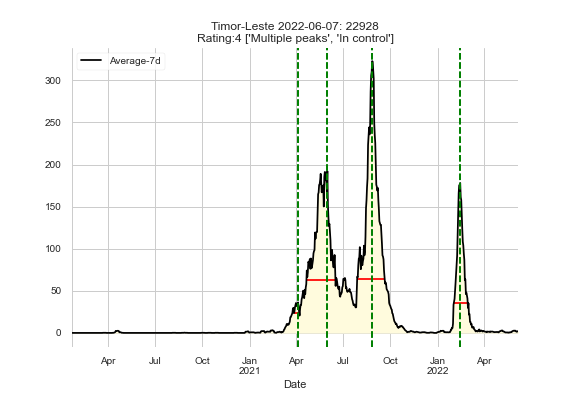 Timor-Leste 2022-06-07: 22928
Rating:4 ['Multiple peaks', 'In control']
Average-7d
300
250
200
150
100
50
0
Apr Jul Oct Jan Apr Jul Oct Jan Apr
2021 2022
Date